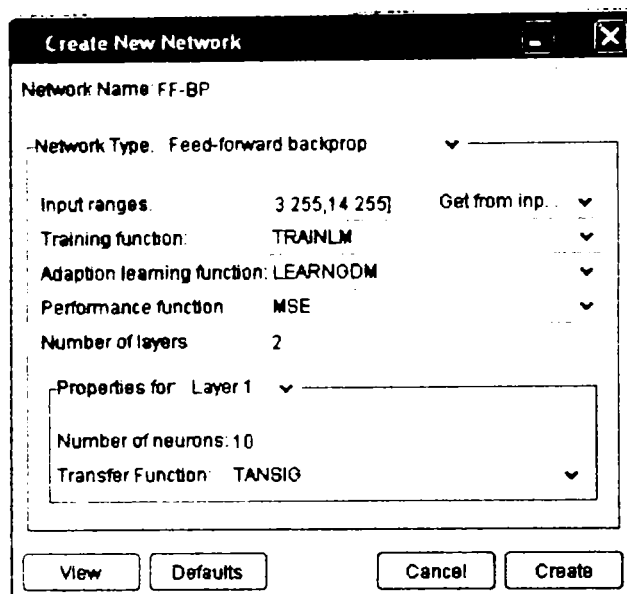 Create New Network
Network Name: FF-BP
Network Type: Feed-forward backprop
Input ranges: 3 255,14 255] Get from inp...
Training function: TRAINLM
Adaption learning function: LEARNGDM
Performance function MSE
Number of layers 2
Properties for: Layer 1
Number of neurons: 10
Transfer Function: TANSIG
View Defaults Cancel Create